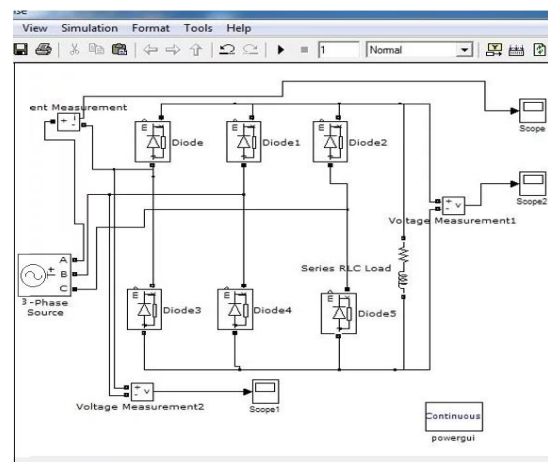 View Simulation Format Tools Help
1 Normal
ent Measurement
+ i -
Scope
Diode
Diode1
Diode2
Scope2
+ v -
Voltage Measurement1
A
B
C
3-Phase
Source
Series RLC Load
Diode3
Diode4
Diode5
+ v -
Scope1
Voltage Measurement2
Continuous
powergui